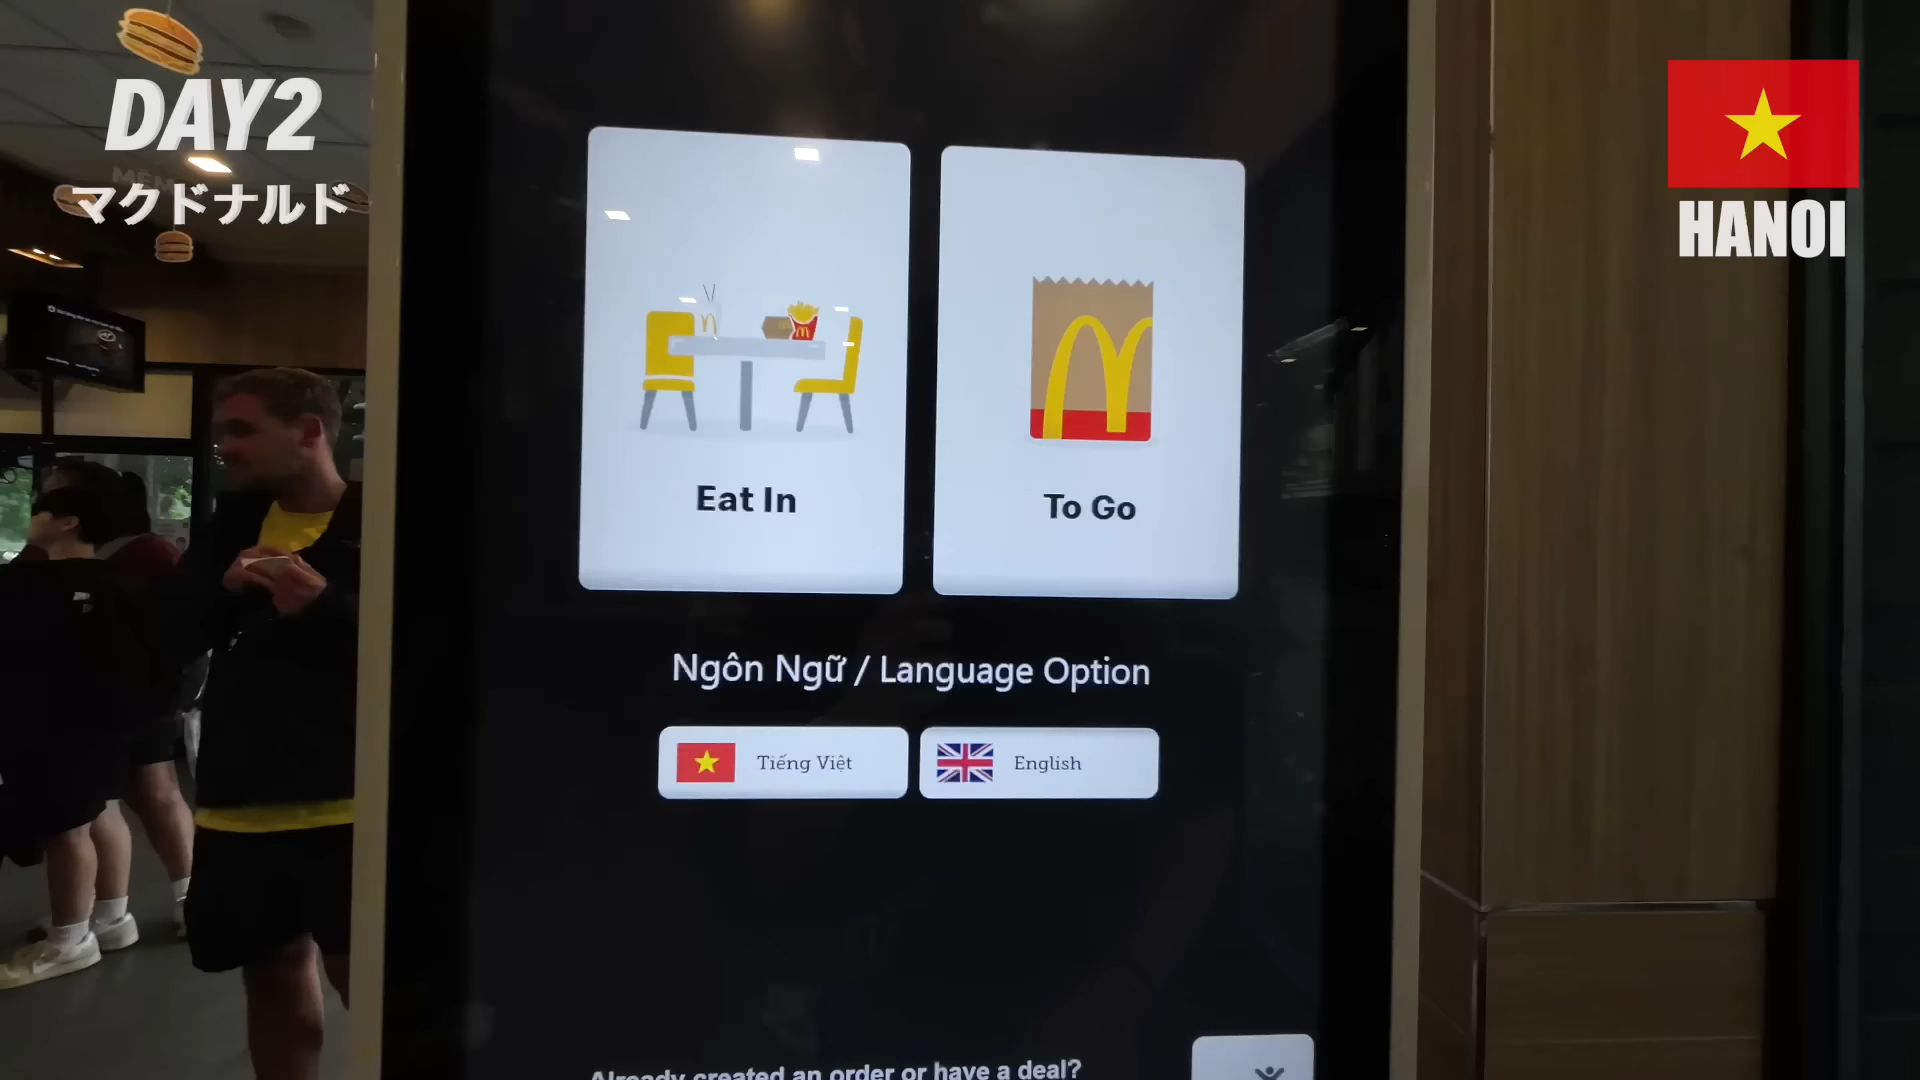 DAY2
マクドナルド
HANOI
Eat In
To Go
Ngôn Ngữ / Language Option
Tiếng Việt
English
Already created an order or have a deal?